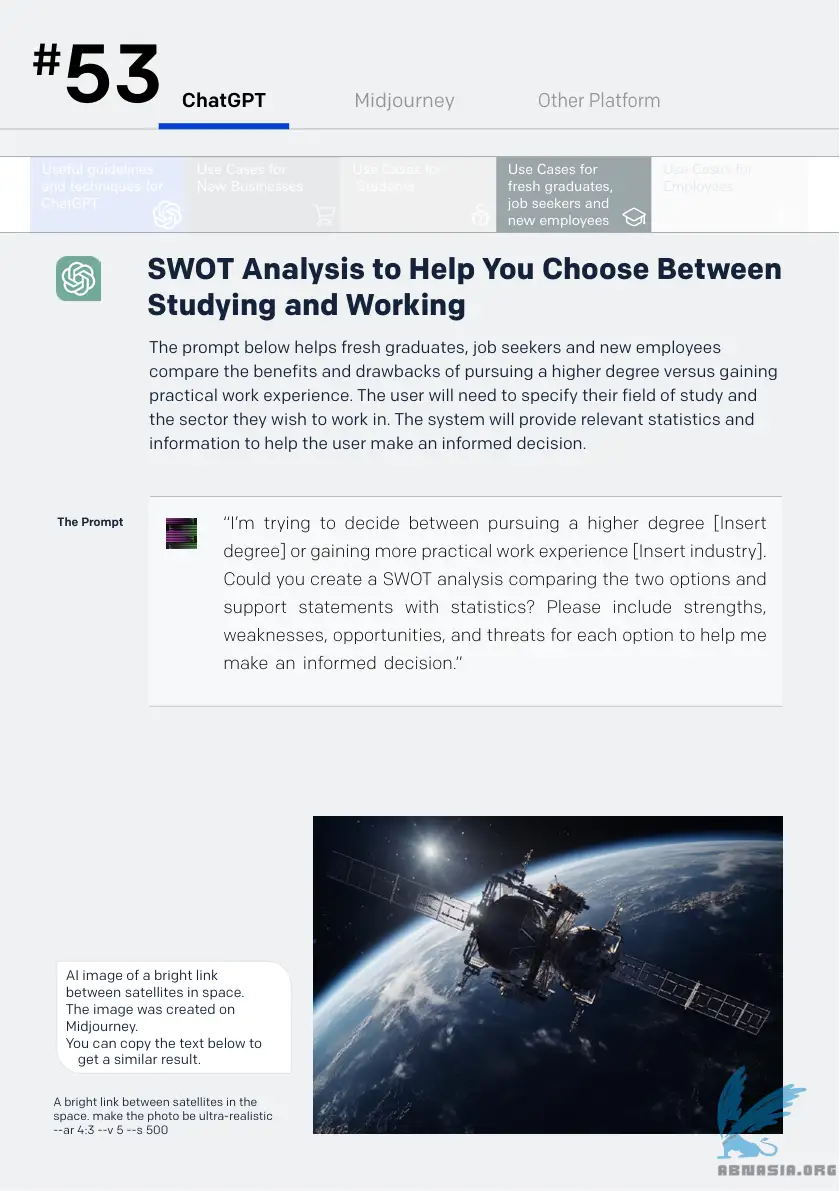 #53
ChatGPT
Midjourney
Other Platform
Useful guidelines
and techniques for
ChatGPT
Use Cases for
New Businesses
Use Cases for
Students
Use Cases for
fresh graduates,
job seekers and
new employees
Use Cases for
Employees
SWOT Analysis to Help You Choose Between
Studying and Working
The prompt below helps fresh graduates, job seekers and new employees
compare the benefits and drawbacks of pursuing a higher degree versus gaining
practical work experience. The user will need to specify their field of study and
the sector they wish to work in. The system will provide relevant statistics and
information to help the user make an informed decision.
The Prompt
“I’m trying to decide between pursuing a higher degree [Insert
degree] or gaining more practical work experience [Insert industry].
Could you create a SWOT analysis comparing the two options and
support statements with statistics? Please include strengths,
weaknesses, opportunities, and threats for each option to help me
make an informed decision.”
AI image of a bright link
between satellites in space.
The image was created on
Midjourney.
You can copy the text below to
get a similar result.
A bright link between satellites in the
space. make the photo be ultra-realistic
--ar 4:3 --v 5 --s 500
ABNASIA.ORG